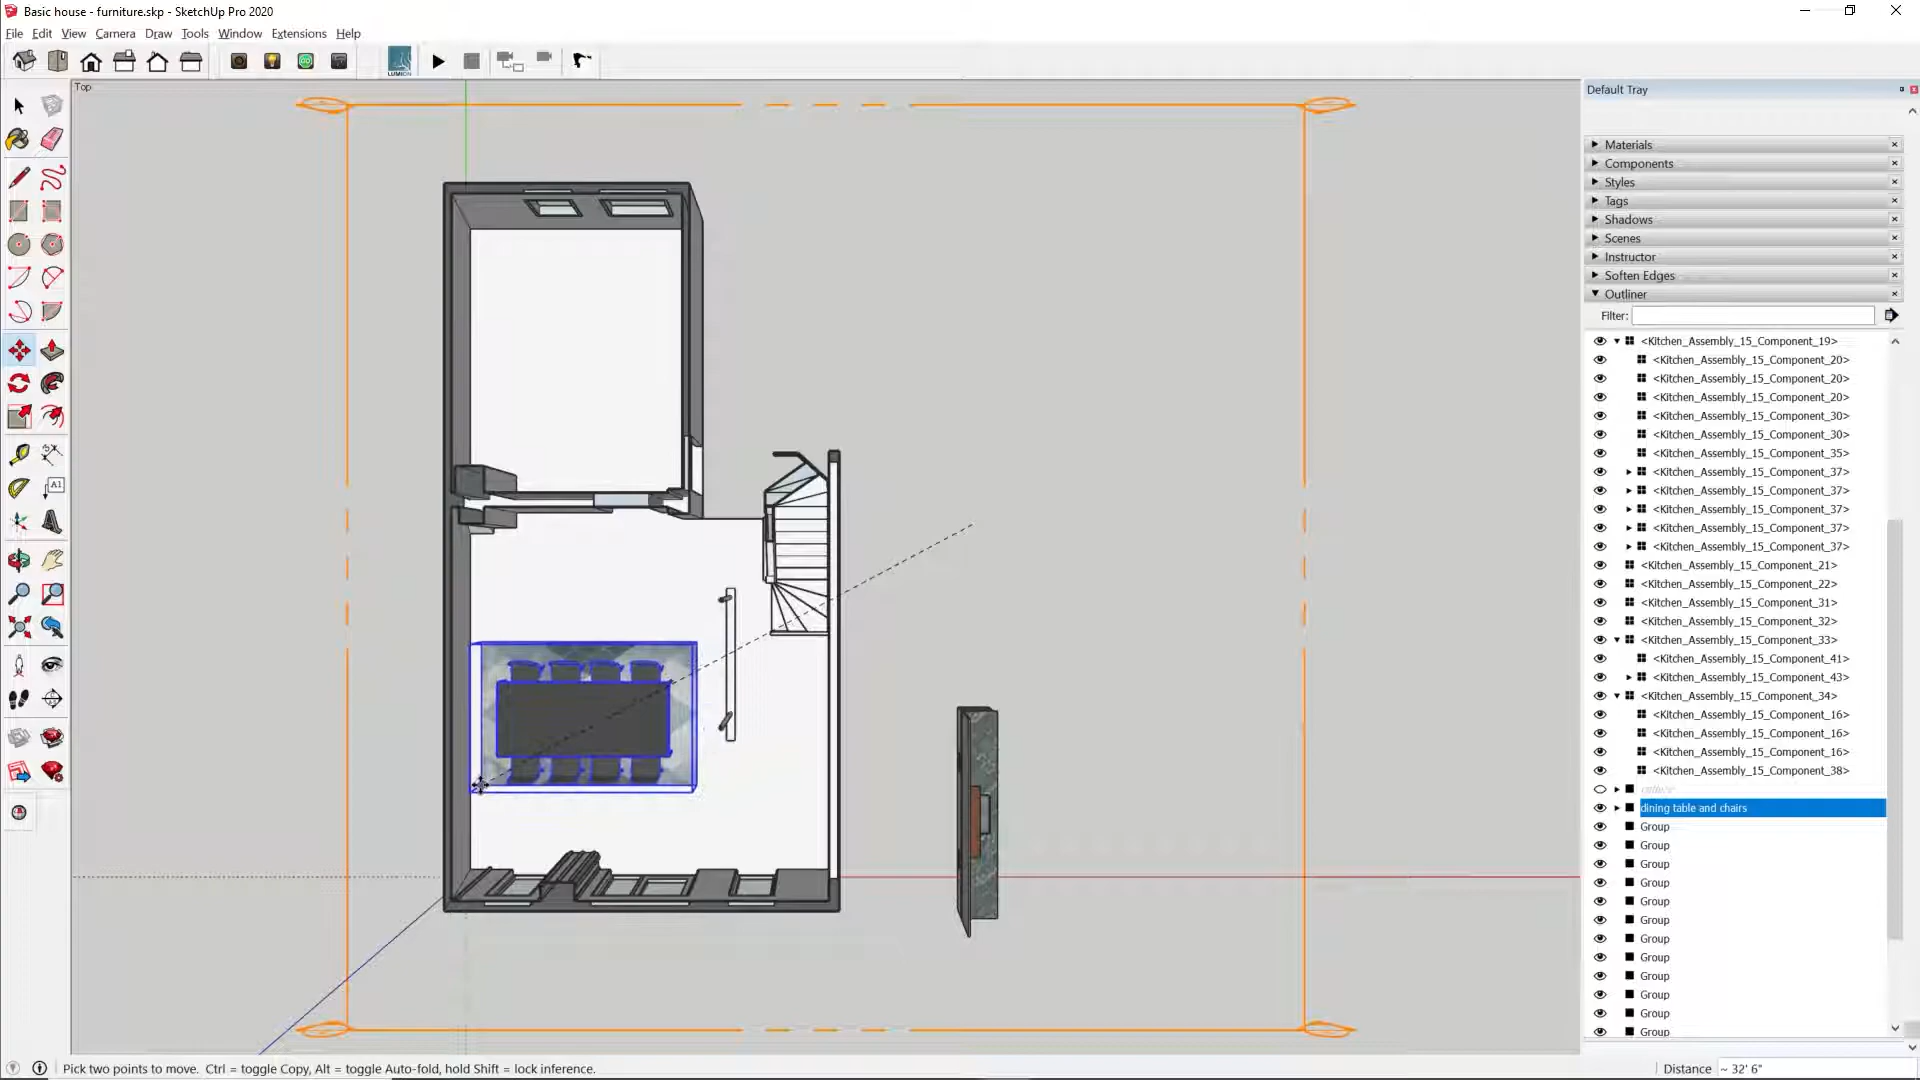 Basic house - furniture.skp - SketchUp Pro 2020
File Edit View Camera Draw Tools Window Extensions Help
LUMION
Top
Default Tray
Materials
Components
Styles
Tags
Shadows
Scenes
Instructor
Soften Edges
Outliner
Filter:
<Kitchen_Assembly_15_Component_19>
<Kitchen_Assembly_15_Component_20>
<Kitchen_Assembly_15_Component_20>
<Kitchen_Assembly_15_Component_20>
<Kitchen_Assembly_15_Component_30>
<Kitchen_Assembly_15_Component_30>
<Kitchen_Assembly_15_Component_35>
<Kitchen_Assembly_15_Component_37>
<Kitchen_Assembly_15_Component_37>
<Kitchen_Assembly_15_Component_37>
<Kitchen_Assembly_15_Component_37>
<Kitchen_Assembly_15_Component_37>
<Kitchen_Assembly_15_Component_21>
<Kitchen_Assembly_15_Component_22>
<Kitchen_Assembly_15_Component_31>
<Kitchen_Assembly_15_Component_32>
<Kitchen_Assembly_15_Component_33>
<Kitchen_Assembly_15_Component_41>
<Kitchen_Assembly_15_Component_43>
<Kitchen_Assembly_15_Component_34>
<Kitchen_Assembly_15_Component_16>
<Kitchen_Assembly_15_Component_16>
<Kitchen_Assembly_15_Component_16>
<Kitchen_Assembly_15_Component_38>
dining table and chairs
Group
Group
Group
Group
Group
Group
Group
Group
Group
Group
Group
Group
A1
Pick two points to move. Ctrl = toggle Copy, Alt = toggle Auto-fold, hold Shift = lock inference.
Distance ~ 32' 6"